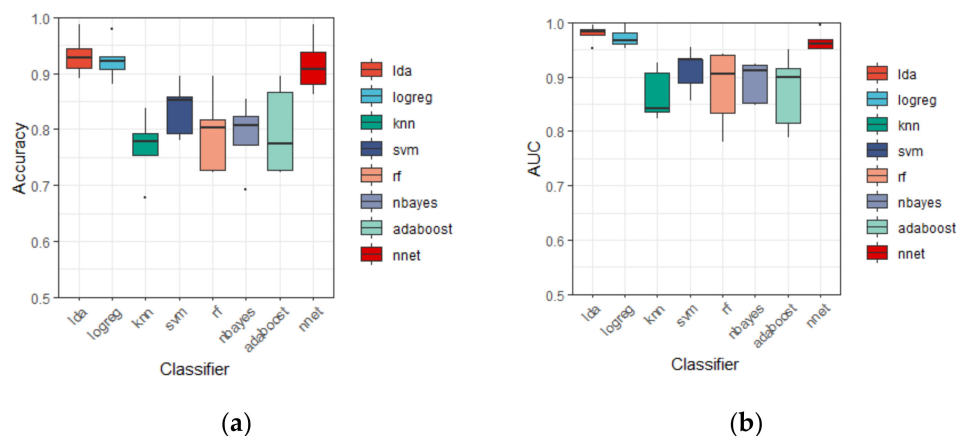 1.0
0.9
0.8
0.7
0.6
0.5
Accuracy
lda
logreg
knn
svm
rf
nbayes
adaboost
nnet
Classifier
lda
logreg
knn
svm
rf
nbayes
adaboost
nnet
(a)
1.0
0.9
0.8
0.7
0.6
0.5
AUC
lda
logreg
knn
svm
rf
nbayes
adaboost
nnet
Classifier
lda
logreg
knn
svm
rf
nbayes
adaboost
nnet
(b)